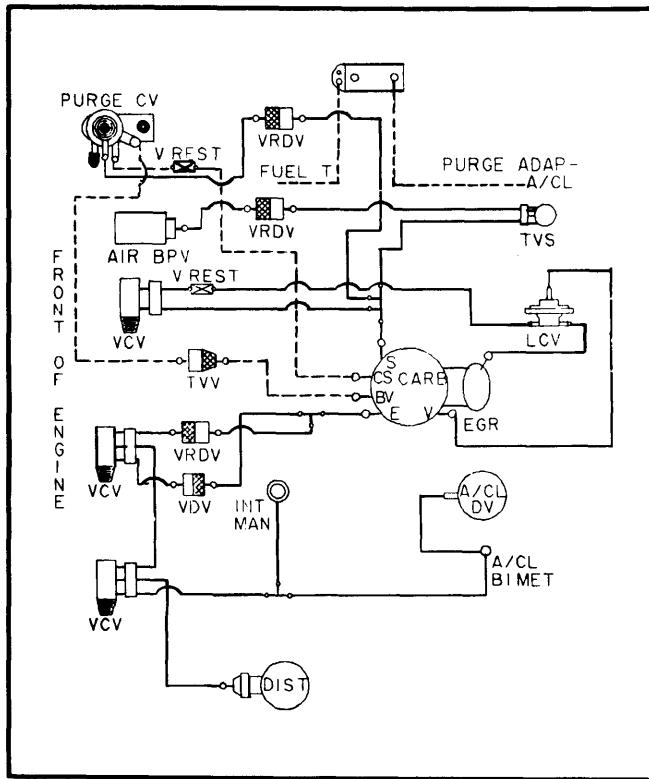 PURGE CV
VRDV
V REST
FUEL T
PURGE ADAP-
A/CL
AIR BPV
VRDV
TVS
V REST
VCV
LCV
FRONT OF ENGINE
TVV
S
CS CARB
BV
E V
EGR
VRDV
VCV
VDV
INT
MAN
A/CL
DV
A/CL
BIMET
VCV
DIST